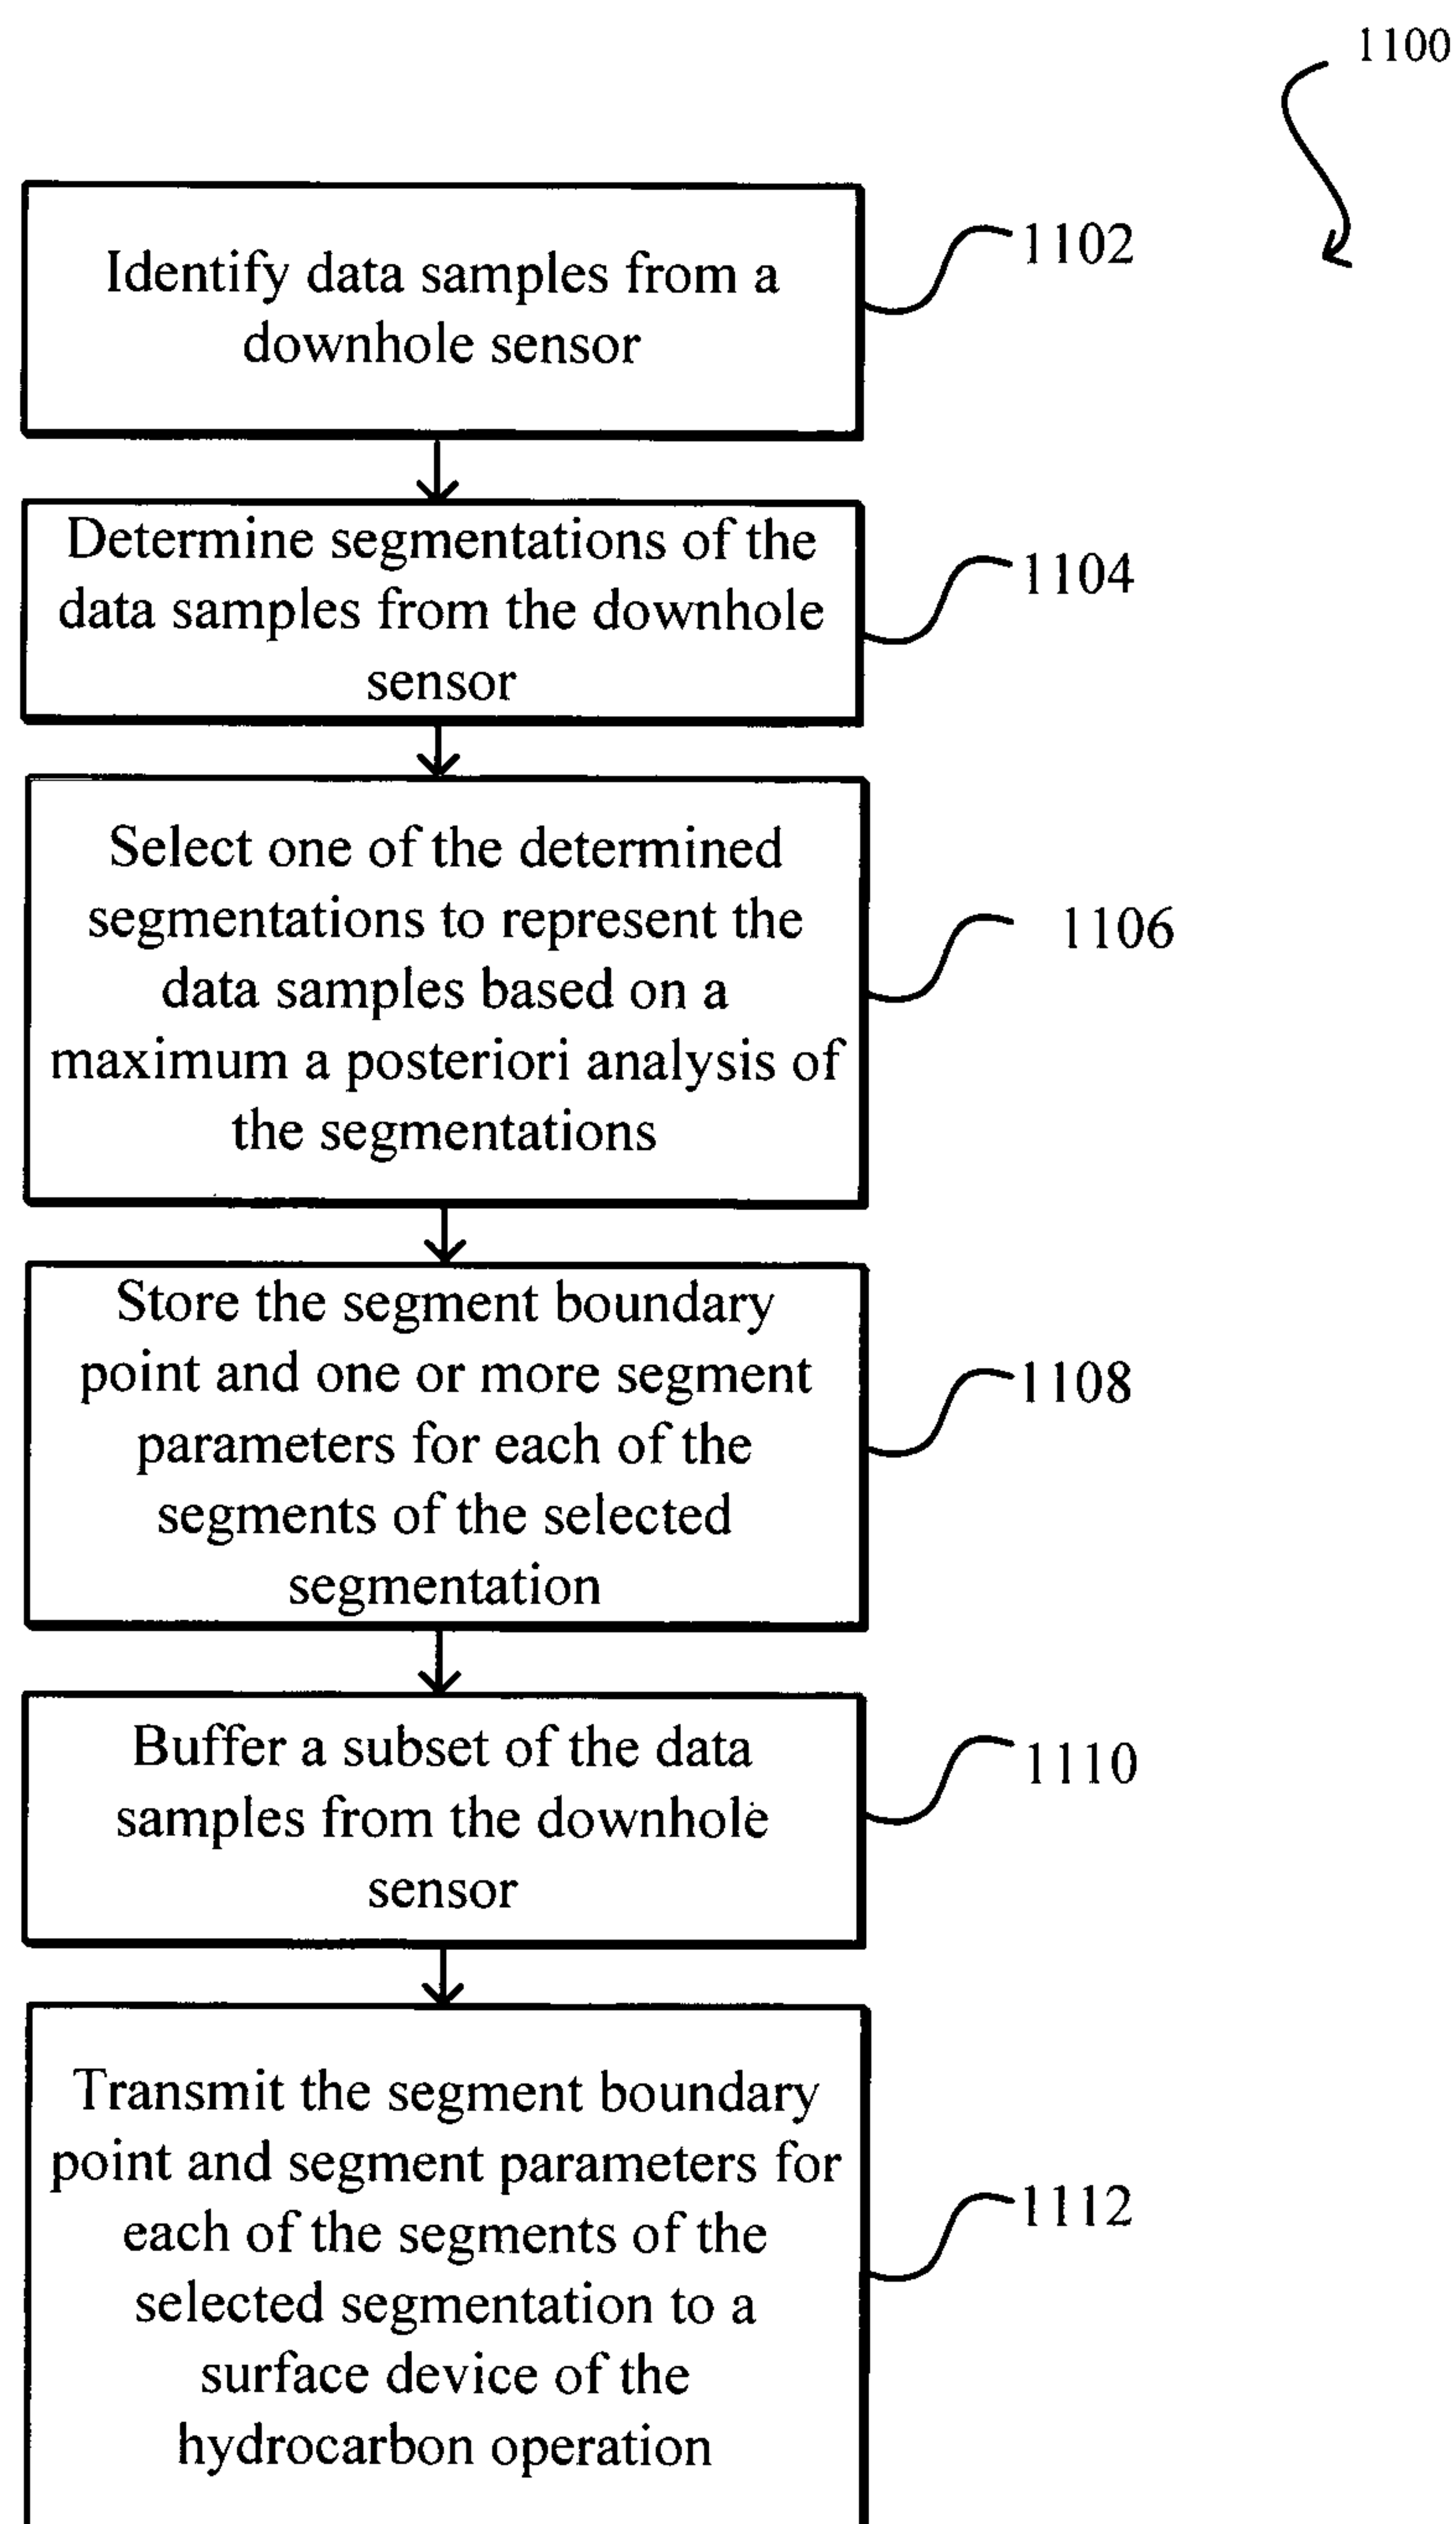 1100
Identify data samples from a
downhole sensor
1102
Determine segmentations of the
data samples from the downhole
sensor
1104
Select one of the determined
segmentations to represent the
data samples based on a
maximum a posteriori analysis of
the segmentations
1106
Store the segment boundary
point and one or more segment
parameters for each of the
segments of the selected
segmentation
1108
Buffer a subset of the data
samples from the downhole
sensor
1110
Transmit the segment boundary
point and segment parameters for
each of the segments of the
selected segmentation to a
surface device of the
hydrocarbon operation
1112